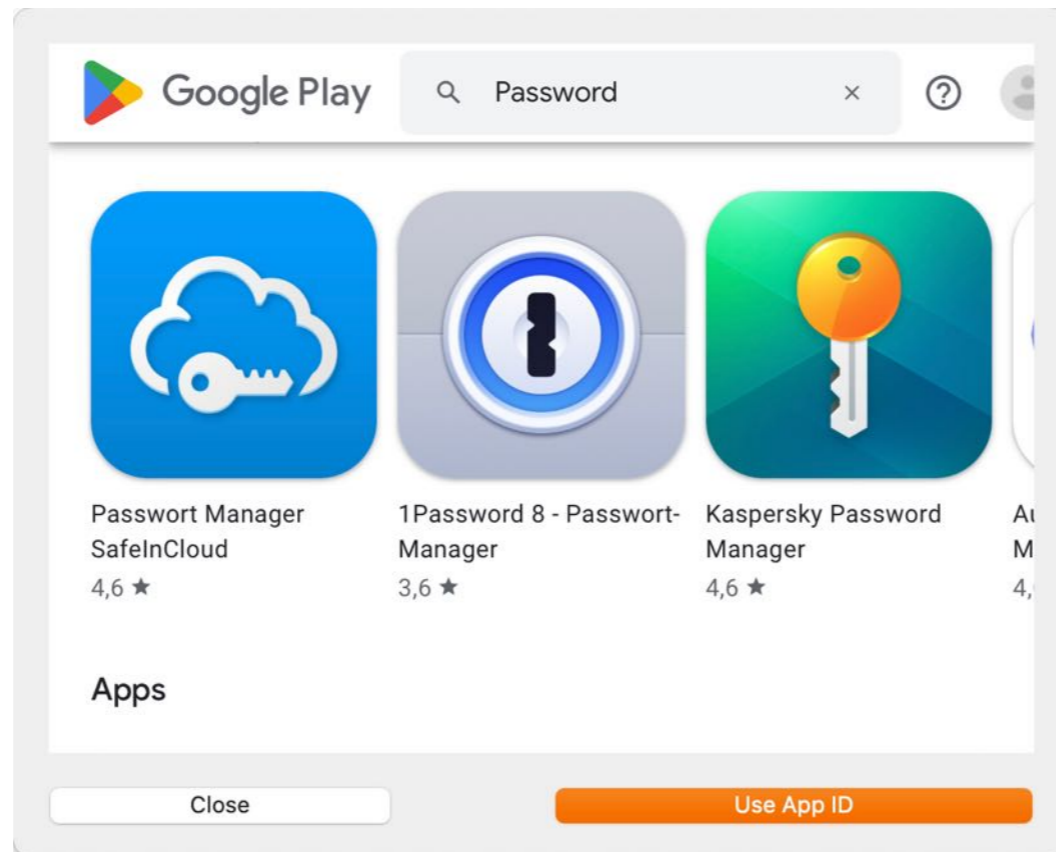 Google Play
Password
Passwort Manager
SafeInCloud
4,6 ★
1Password 8 - Passwort-
Manager
3,6 ★
Kaspersky Password
Manager
4,6 ★
Apps
Close
Use App ID